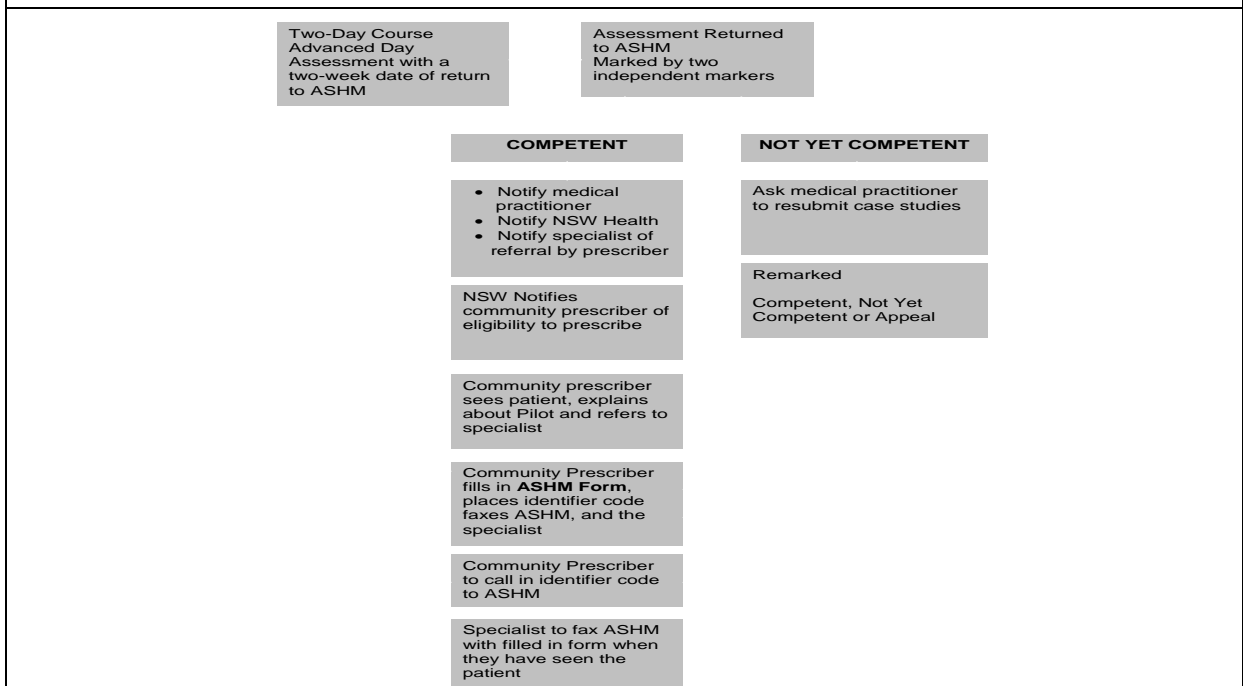 Two-Day Course
Advanced Day
Assessment with a
two-week date of return
to ASHM
Assessment Returned
to ASHM
Marked by two
independent markers
COMPETENT
NOT YET COMPETENT
• Notify medical
practitioner
• Notify NSW Health
• Notify specialist of
referral by prescriber
Ask medical practitioner
to resubmit case studies
Remarked
Competent, Not Yet
Competent or Appeal
NSW Notifies
community prescriber of
eligibility to prescribe
Community prescriber
sees patient, explains
about Pilot and refers to
specialist
Community Prescriber
fills in ASHM Form,
places identifier code
faxes ASHM, and the
specialist
Community Prescriber
to call in identifier code
to ASHM
Specialist to fax ASHM
with filled in form when
they have seen the
patient